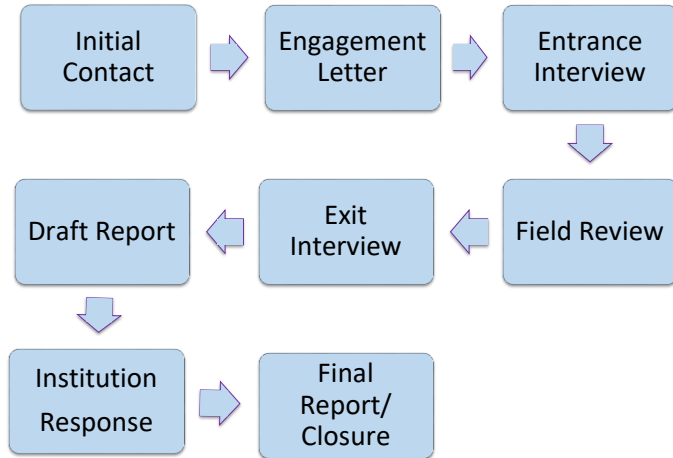 Initial
Contact
Engagement
Letter
Entrance
Interview
Draft Report
Exit
Interview
Field Review
Institution
Response
Final
Report/
Closure